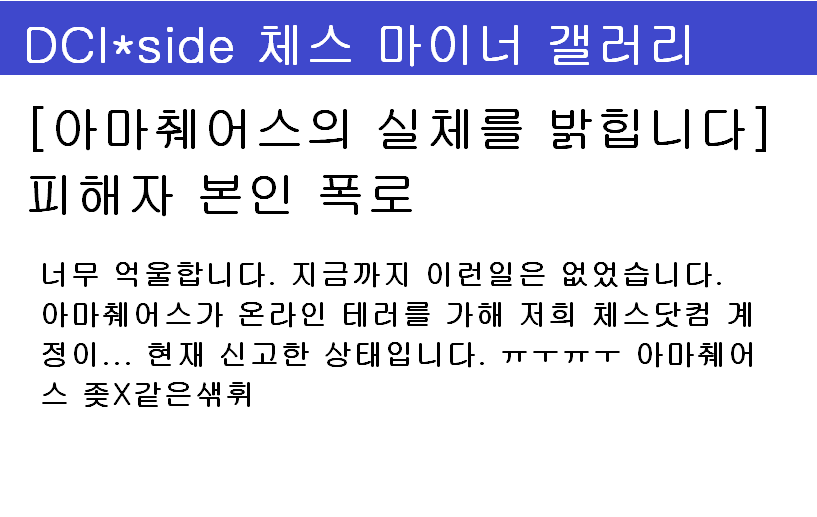 DCI*side 체스 마이너 갤러리
[아마췌어스의 실체를 밝힙니다]
피해자 본인 폭로
너무 억울합니다. 지금까지 이런일은 없었습니다.
아마췌어스가 온라인 테러를 가해 저희 체스닷컴 계
정이... 현재 신고한 상태입니다. ㅠㅜㅠㅜ 아마췌어
스 좆X같은섂휘